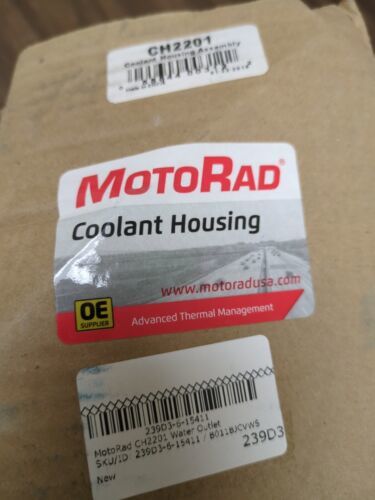 CH2201
Coolant Housing Assembly
MOTORAD®
Coolant Housing
www.motoradusa.com
OE
SUPPLIER
Advanced Thermal Management
239D3-6-15411
MotoRad CH2201 Water Outlet
SKU/ID: 239D3-6-15411 / B011BJCVWS
239D3
New